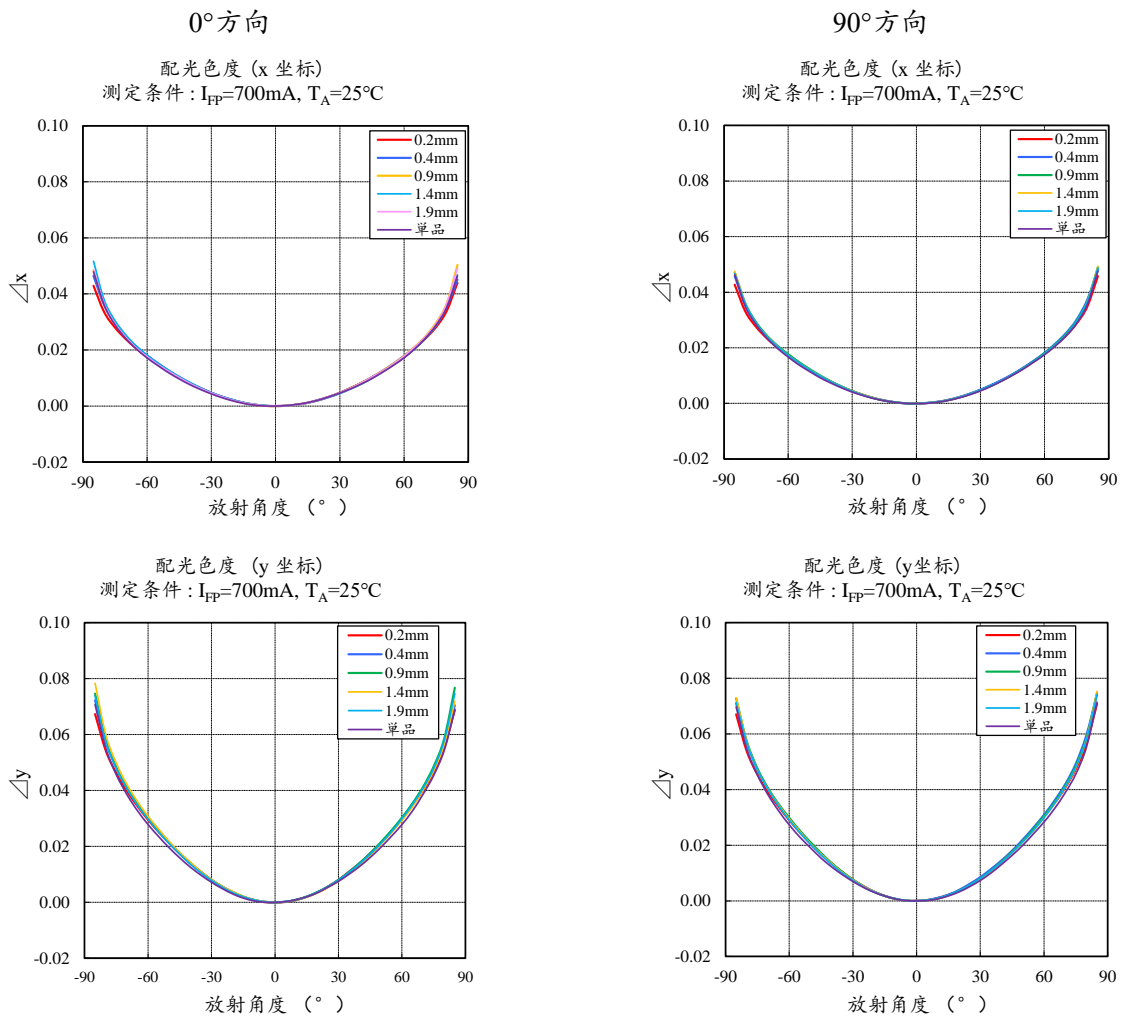 0°方向
配光色度 (x 坐标)
测定条件 : IFP=700mA, TA=25°C
0.10
0.08
0.06
0.04
0.02
0.00
-0.02
⊿x
-90
-60
-30
0
30
60
90
放射角度 （° ）
0.2mm
0.4mm
0.9mm
1.4mm
1.9mm
単品
90°方向
配光色度 (x 坐标)
测定条件 : IFP=700mA, TA=25°C
0.10
0.08
0.06
0.04
0.02
0.00
-0.02
⊿x
-90
-60
-30
0
30
60
90
放射角度 （° ）
0.2mm
0.4mm
0.9mm
1.4mm
1.9mm
単品
配光色度 (y 坐标)
测定条件 : IFP=700mA, TA=25°C
0.10
0.08
0.06
0.04
0.02
0.00
-0.02
⊿y
-90
-60
-30
0
30
60
90
放射角度 （° ）
0.2mm
0.4mm
0.9mm
1.4mm
1.9mm
単品
配光色度 (y坐标)
测定条件 : IFP=700mA, TA=25°C
0.10
0.08
0.06
0.04
0.02
0.00
-0.02
⊿y
-90
-60
-30
0
30
60
90
放射角度 （° ）
0.2mm
0.4mm
0.9mm
1.4mm
1.9mm
単品